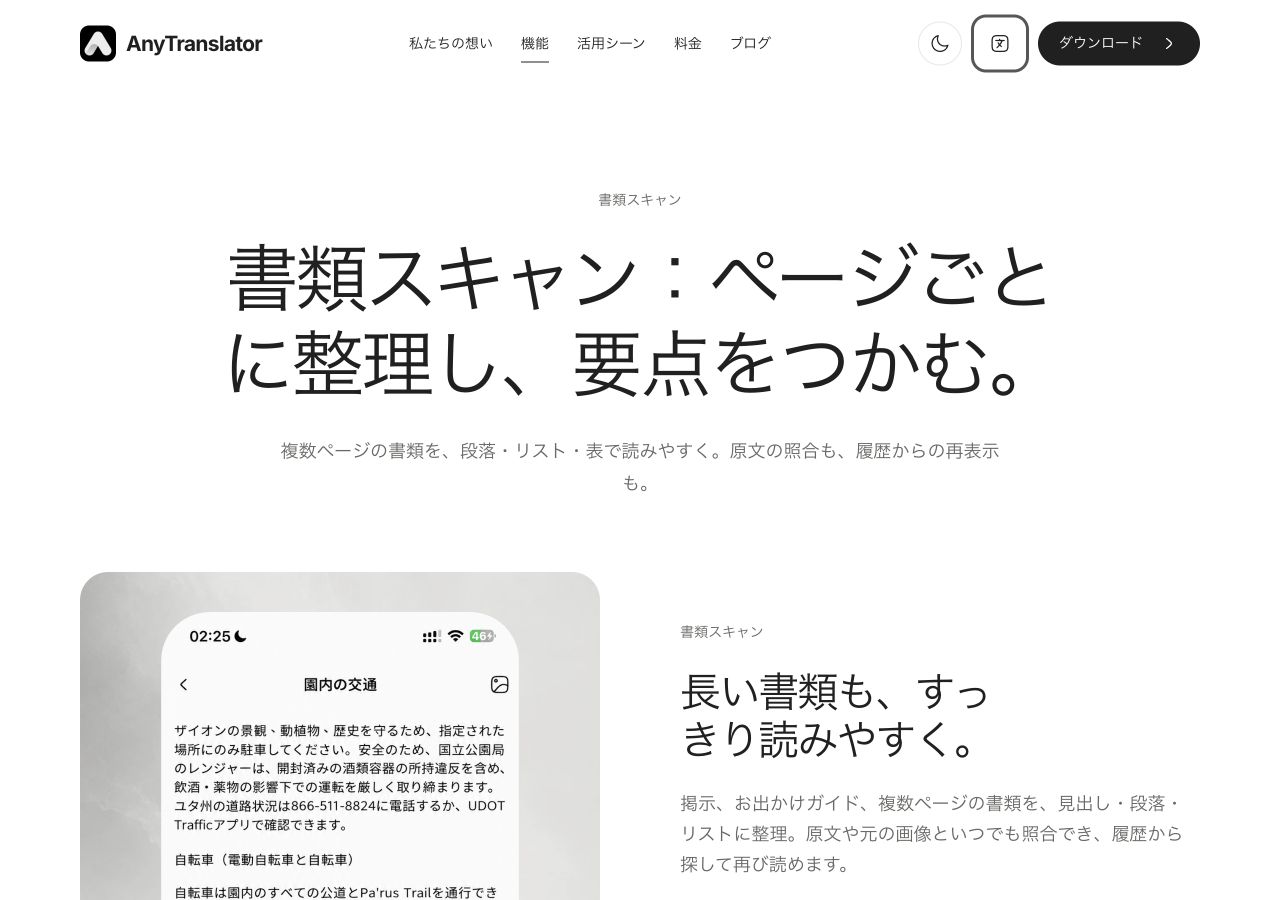 AnyTranslator
私たちの想い 機能 活用シーン 料金 ブログ
ダウンロード
書類スキャン
書類スキャン：ページごと
に整理し、要点をつかむ。
複数ページの書類を、段落・リスト・表で読みやすく。原文の照合も、履歴からの再表示
も。
02:25
46
園内の交通
ザイオンの景観、動植物、歴史を守るため、指定された
場所にのみ駐車してください。安全のため、国立公園局
のレンジャーは、開封済みの酒類容器の所持違反を含め、
飲酒・薬物の影響下での運転を厳しく取り締まります。
ユタ州の道路状況は866-511-8824に電話するか、UDOT
Trafficアプリで確認できます。
自転車（電動自転車と自転車）
自転車は園内のすべての公道とPa'rus Trailを通行でき
書類スキャン
長い書類も、すっ
きり読みやすく。
掲示、お出かけガイド、複数ページの書類を、見出し・段落・
リストに整理。原文や元の画像といつでも照合でき、履歴から
探して再び読めます。